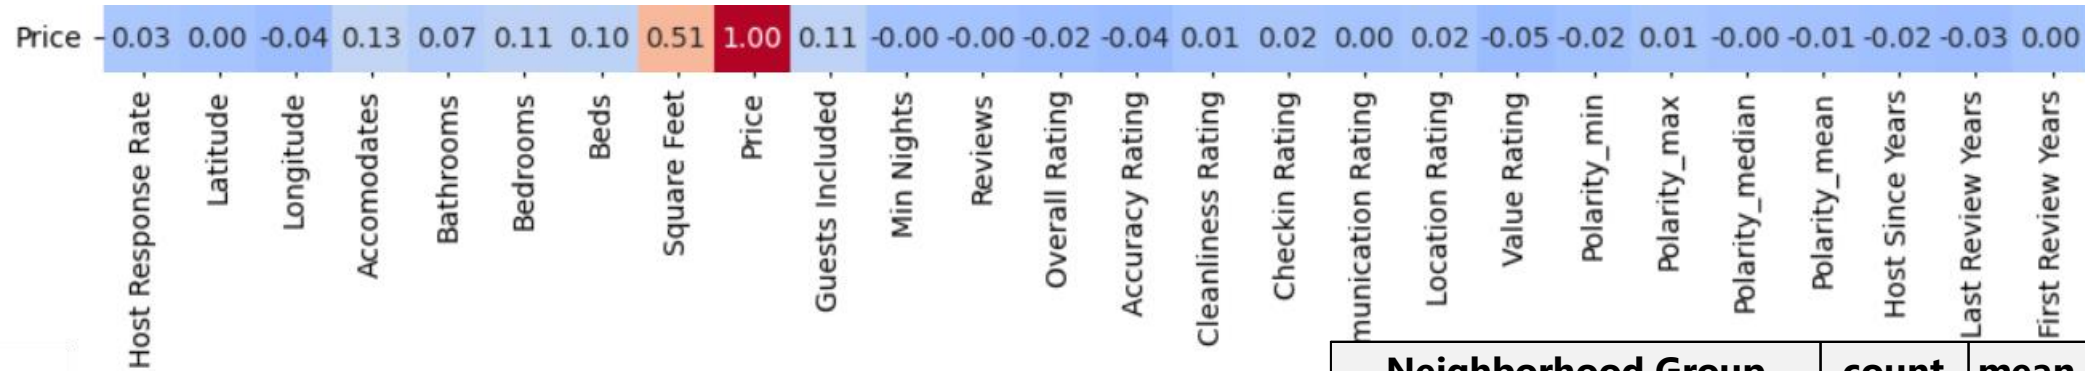 Price - 0.03 0.00 -0.04 0.13 0.07 0.11 0.10 0.51 1.00 0.11 -0.00 -0.00 -0.02 -0.04 0.01 0.02 0.00 0.02 -0.05 -0.02 0.01 -0.00 -0.01 -0.02 -0.03 0.00
Host Response Rate
Latitude
Longitude
Accomodates
Bathrooms
Bedrooms
Beds
Square Feet
Price
Guests Included
Min Nights
Reviews
Overall Rating
Accuracy Rating
Cleanliness Rating
Checkin Rating
munication Rating
Location Rating
Value Rating
Polarity_min
Polarity_max
Polarity_median
Polarity_mean
Host Since Years
Last Review Years
First Review Years
Neighborhood Group count mean